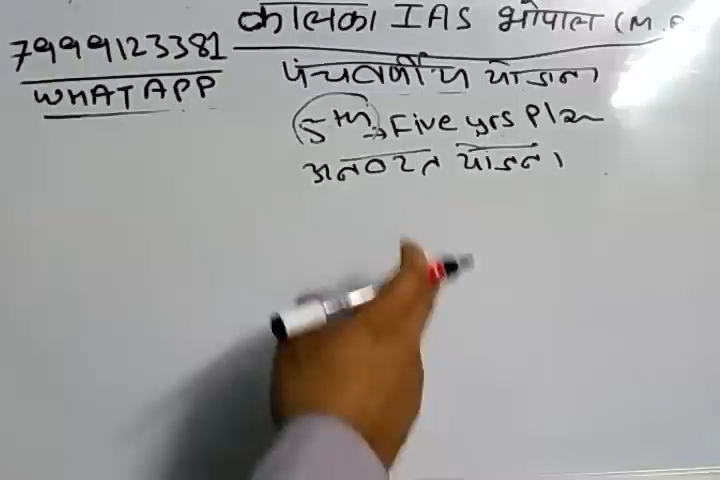 कालका IAS भोपाल (M.P
7999123381
WHATAPP
पंचवर्षीय योजना
5th → Five yrs Plan
अनवरत योजना